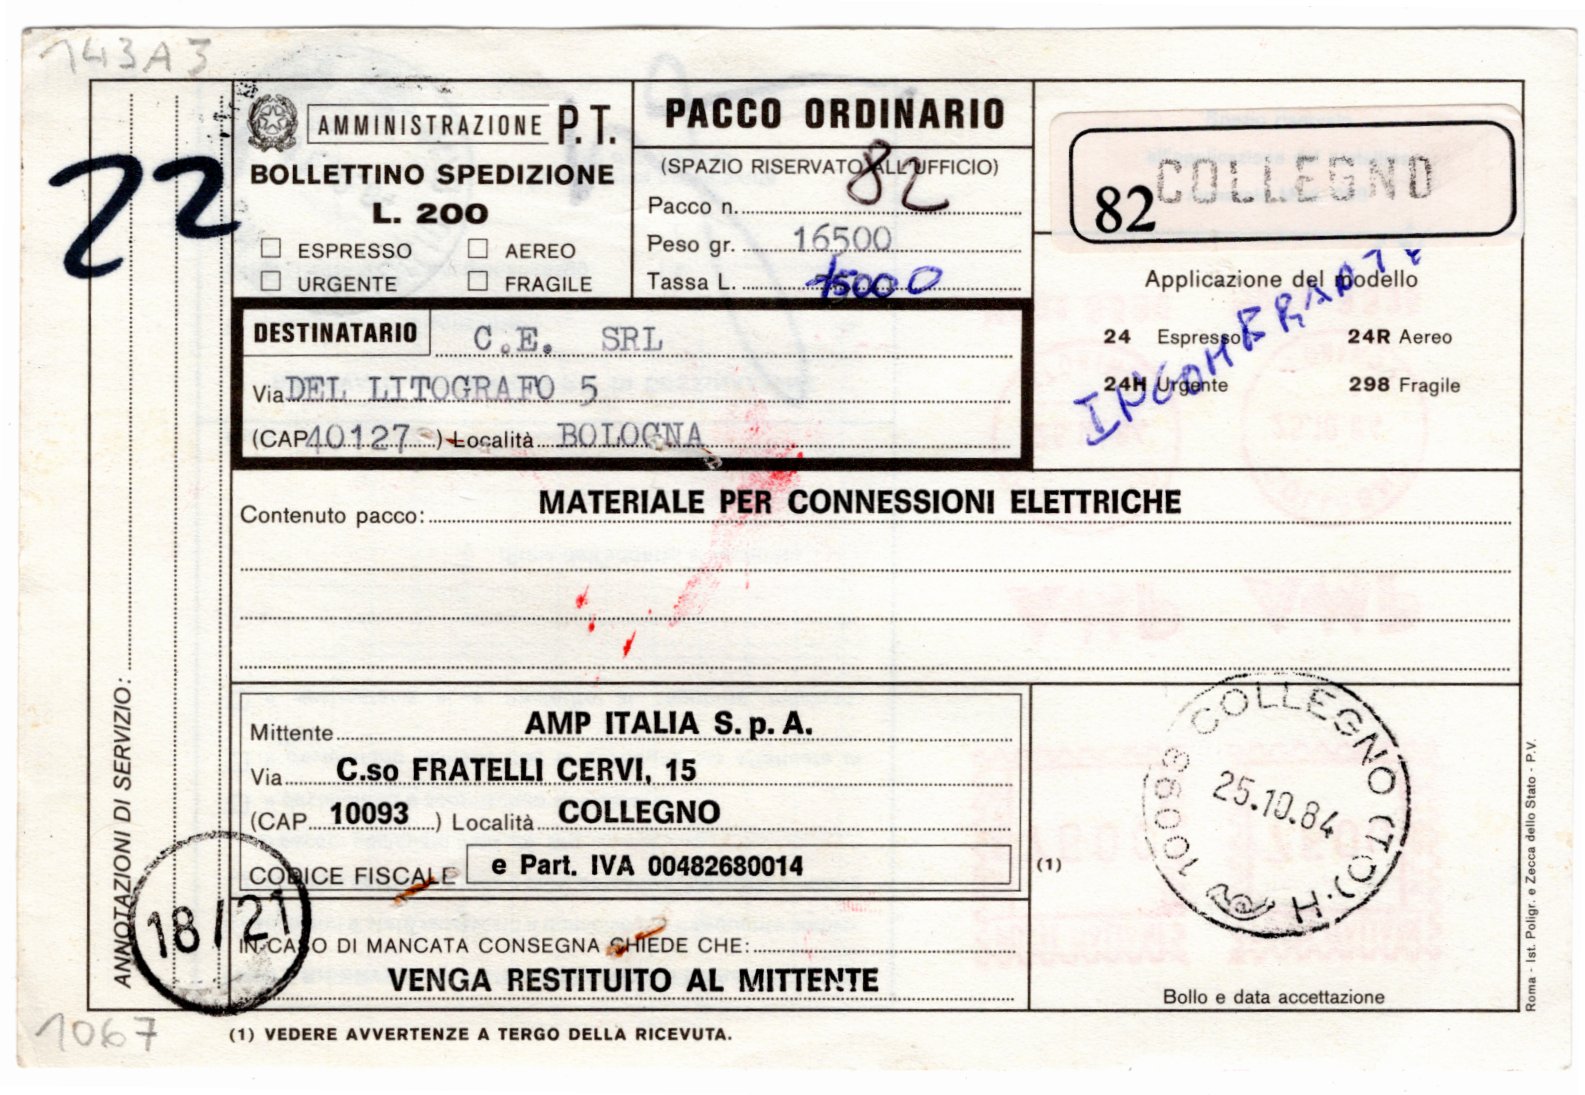 143A3
22
AMMINISTRAZIONE P.T.
BOLLETTINO SPEDIZIONE
L. 200
ESPRESSO AEREO
URGENTE FRAGILE
PACCO ORDINARIO
(SPAZIO RISERVATO ALL'UFFICIO)
Pacco n. 82
Peso gr. 16500
Tassa L.
82 COLLEGNO
Applicazione del modello
24 Espresso 24R Aereo
24H Urgente 298 Fragile
INGOMBRANTE
DESTINATARIO C.E. SRL
Via DEL LITOGRAFO 5
(CAP 40127) Località BOLOGNA
Contenuto pacco: MATERIALE PER CONNESSIONI ELETTRICHE
ANNOTAZIONI DI SERVIZIO:
Mittente AMP ITALIA S.p.A.
Via C.so FRATELLI CERVI, 15
(CAP 10093) Località COLLEGNO
CODICE FISCALE e Part. IVA 00482680014
18/21
IN CASO DI MANCATA CONSEGNA CHIEDE CHE:
VENGA RESTITUITO AL MITTENTE
(1)
10093 COLLEGNO (TO)·H·
25.10.84
Bollo e data accettazione
Roma - Ist. Poligr. e Zecca dello Stato - P.V.
1067
(1) VEDERE AVVERTENZE A TERGO DELLA RICEVUTA.